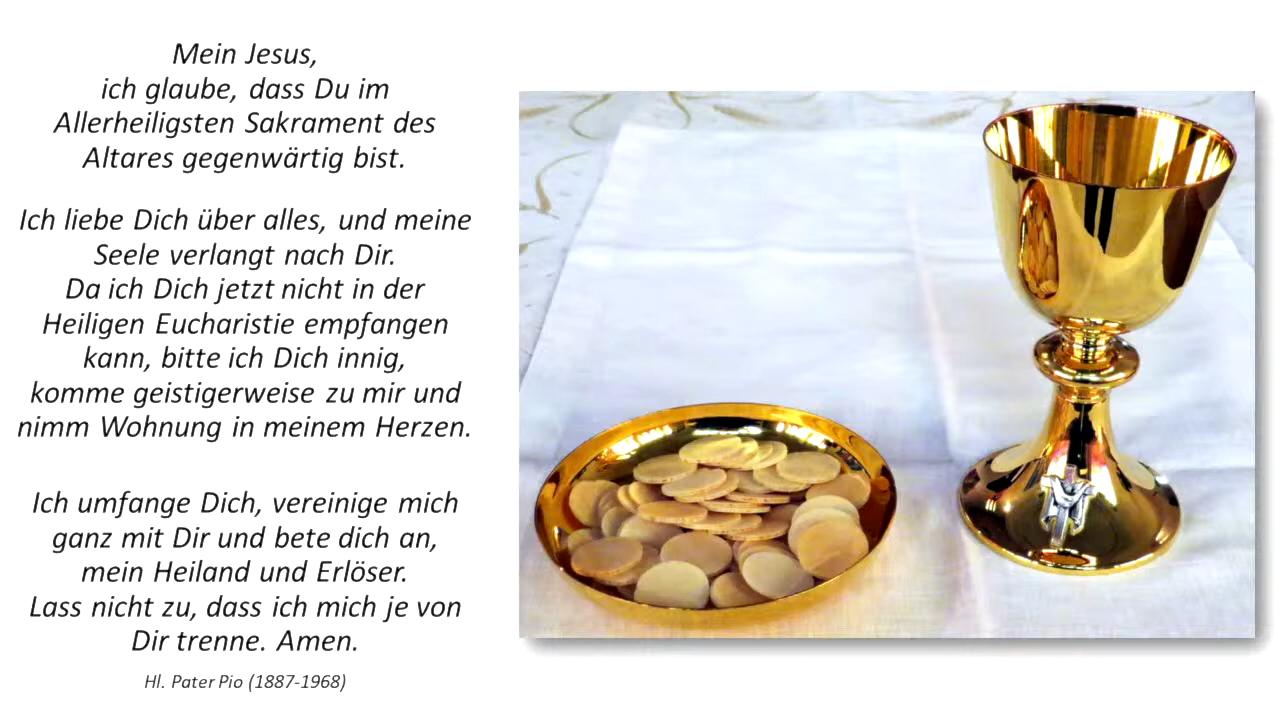 Mein Jesus,
ich glaube, dass Du im
Allerheiligsten Sakrament des
Altares gegenwärtig bist.
Ich liebe Dich über alles, und meine
Seele verlangt nach Dir.
Da ich Dich jetzt nicht in der
Heiligen Eucharistie empfangen
kann, bitte ich Dich innig,
komme geistigerweise zu mir und
nimm Wohnung in meinem Herzen.
Ich umfange Dich, vereinige mich
ganz mit Dir und bete dich an,
mein Heiland und Erlöser.
Lass nicht zu, dass ich mich je von
Dir trenne. Amen.
Hl. Pater Pio (1887-1968)